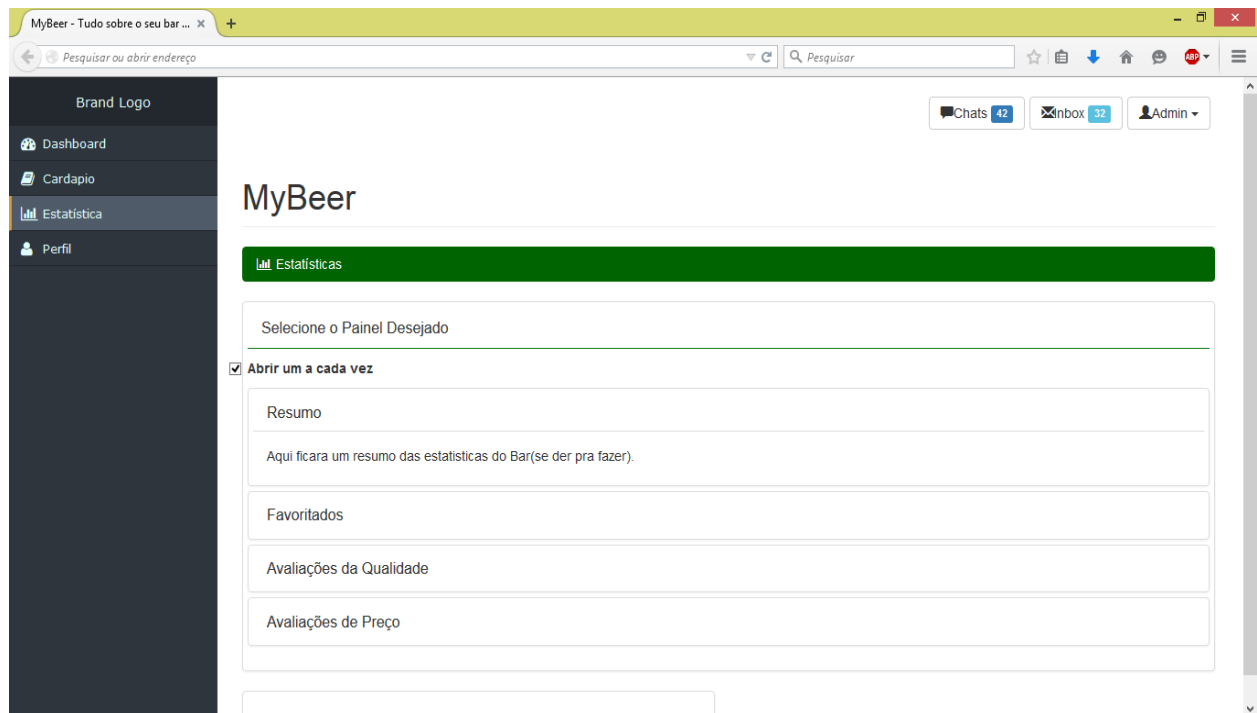 MyBeer - Tudo sobre o seu bar ...
Pesquisar ou abrir endereço
Pesquisar
ABP
Brand Logo
Chats 42
Inbox 32
Admin
Dashboard
Cardapio
Estatística
Perfil
MyBeer
Estatísticas
Selecione o Painel Desejado
Abrir um a cada vez
Resumo
Aqui ficara um resumo das estatisticas do Bar(se der pra fazer).
Favoritados
Avaliações da Qualidade
Avaliações de Preço